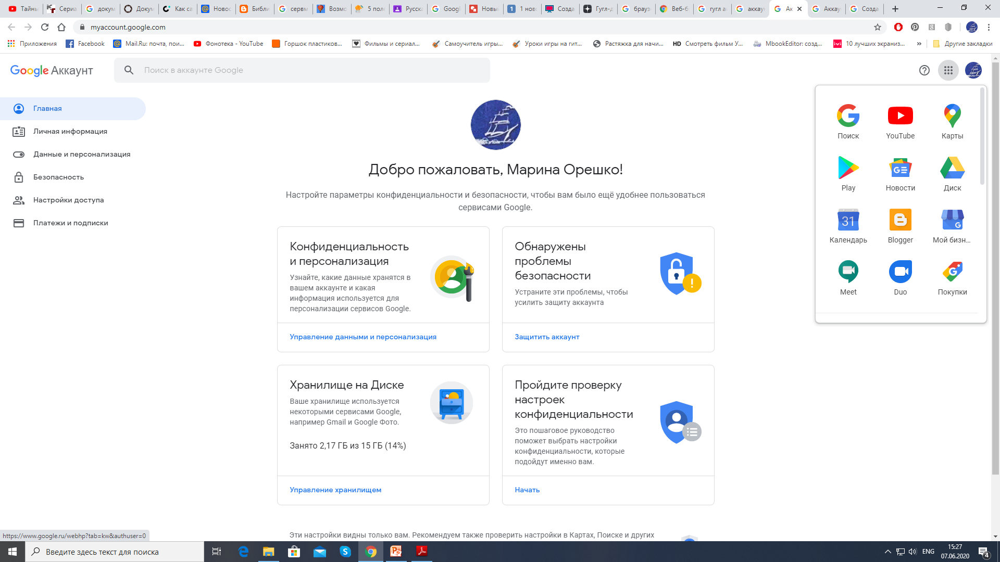 Тайны
Сериа
докум
Докум
Как са
Новос
Библи
серви
Возмо
5 поле
Русска
Googl
Новый
1 ново
Созда
Гугл-д
брауз
Веб-б
гугл а
аккау
Ак
Аккау
Созда
myaccount.google.com
Приложения
Facebook
Mail.Ru: почта, пои...
Фонотека - YouTube
Горшок пластиков...
Фильмы и сериал...
Самоучитель игры...
Уроки игры на гит...
Растяжка для начи...
HD Смотреть фильм У...
MbookEditor: созд...
ivi 10 лучших экраниз...
»
Другие закладки
Google Аккаунт
Поиск в аккаунте Google
Главная
Личная информация
Данные и персонализация
Безопасность
Настройки доступа
Платежи и подписки
Добро пожаловать, Марина Орешко!
Настройте параметры конфиденциальности и безопасности, чтобы вам было ещё удобнее пользоваться
сервисами Google.
Конфиденциальность
и персонализация
Узнайте, какие данные хранятся в
вашем аккаунте и какая
информация используется для
персонализации сервисов Google.
Управление данными и персонализация
Обнаружены
проблемы
безопасности
Устраните эти проблемы, чтобы
усилить защиту аккаунта
Защитить аккаунт
Хранилище на Диске
Ваше хранилище используется
некоторыми сервисами Google,
например Gmail и Google Фото.
Занято 2,17 ГБ из 15 ГБ (14%)
Управление хранилищем
Пройдите проверку
настроек
конфиденциальности
Это пошаговое руководство
поможет выбрать настройки
конфиденциальности, которые
подойдут именно вам.
Начать
Эти настройки видны только вам. Рекомендуем также проверить настройки в Картах, Поиске и других
Поиск
YouTube
Карты
Play
Новости
Диск
31
Календарь
Blogger
Мой бизн...
Meet
Duo
Покупки
https://www.google.ru/webhp?tab=kw&authuser=0
Введите здесь текст для поиска
ENG
15:27
07.06.2020
4